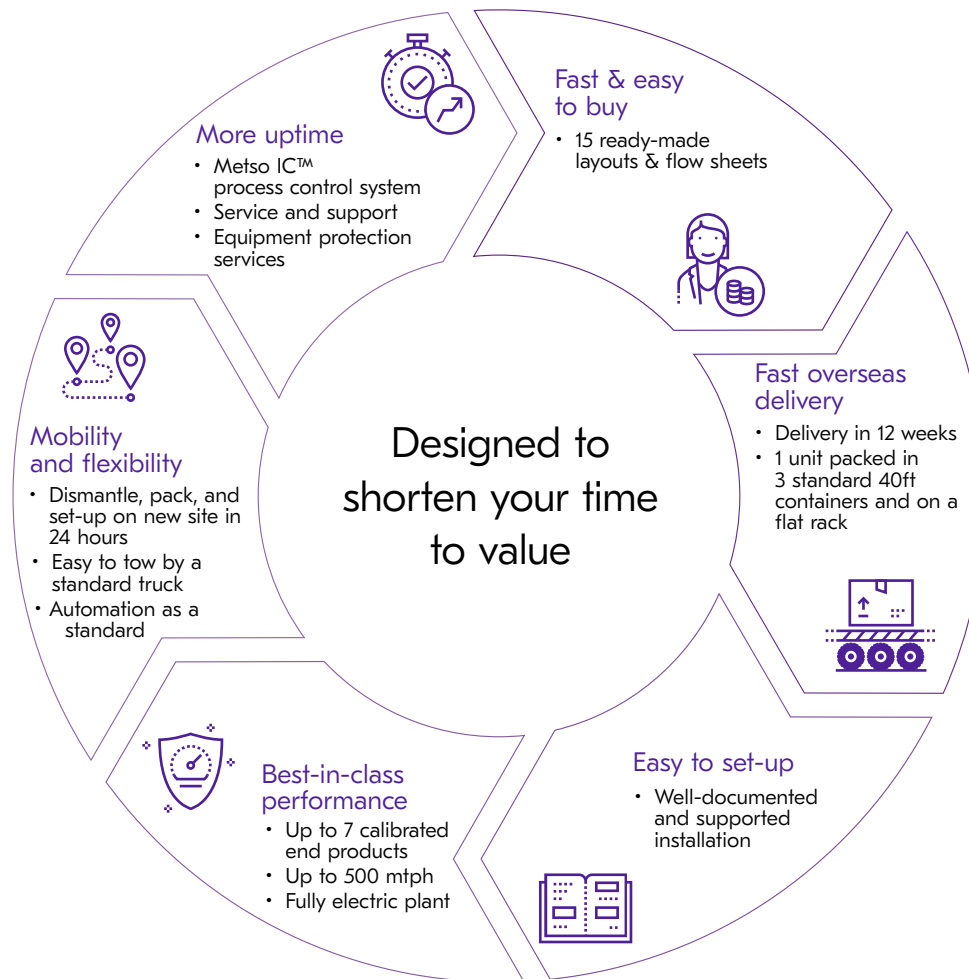 Fast & easy
to buy
• 15 ready-made
layouts & flow sheets
Fast overseas
delivery
• Delivery in 12 weeks
• 1 unit packed in
3 standard 40ft
containers and on a
flat rack
Easy to set-up
• Well-documented
and supported
installation
Best-in-class
performance
• Up to 7 calibrated
end products
• Up to 500 mtph
• Fully electric plant
Mobility
and flexibility
• Dismantle, pack, and
set-up on new site in
24 hours
• Easy to tow by a
standard truck
• Automation as a
standard
More uptime
• Metso IC™
process control system
• Service and support
• Equipment protection
services
Designed to
shorten your time
to value